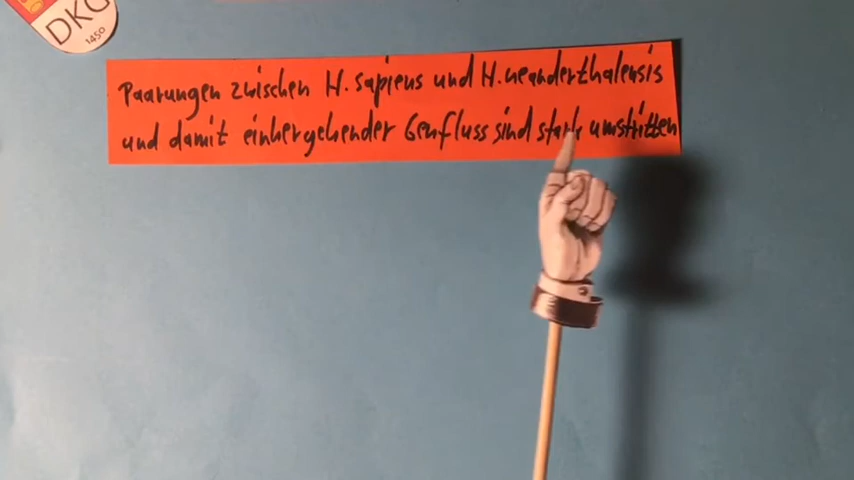 DKG
1450
Paarungen zwischen H. sapiens und H. neanderthalensis
und damit einhergehender Genfluss sind stark umstritten